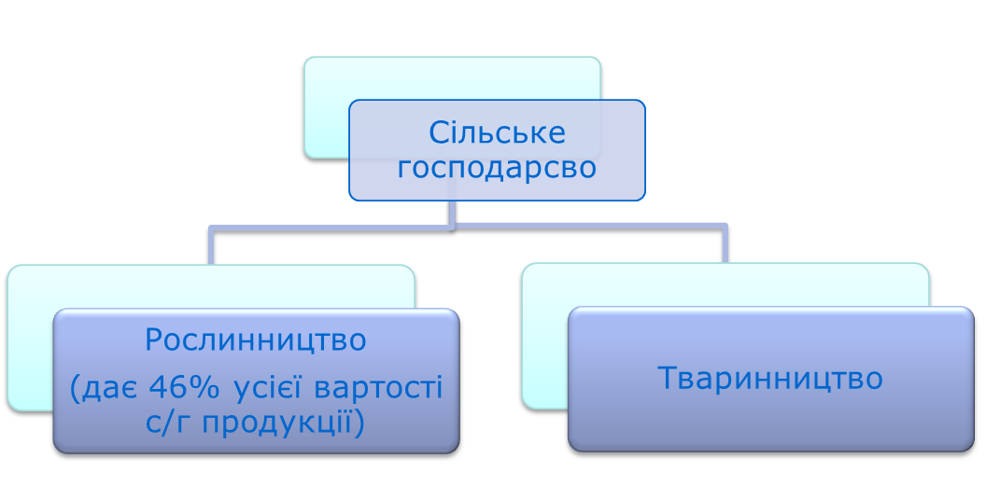 Сільське
господарсво
Рослинництво
(дає 46% усієї вартості
с/г продукції)
Тваринництво